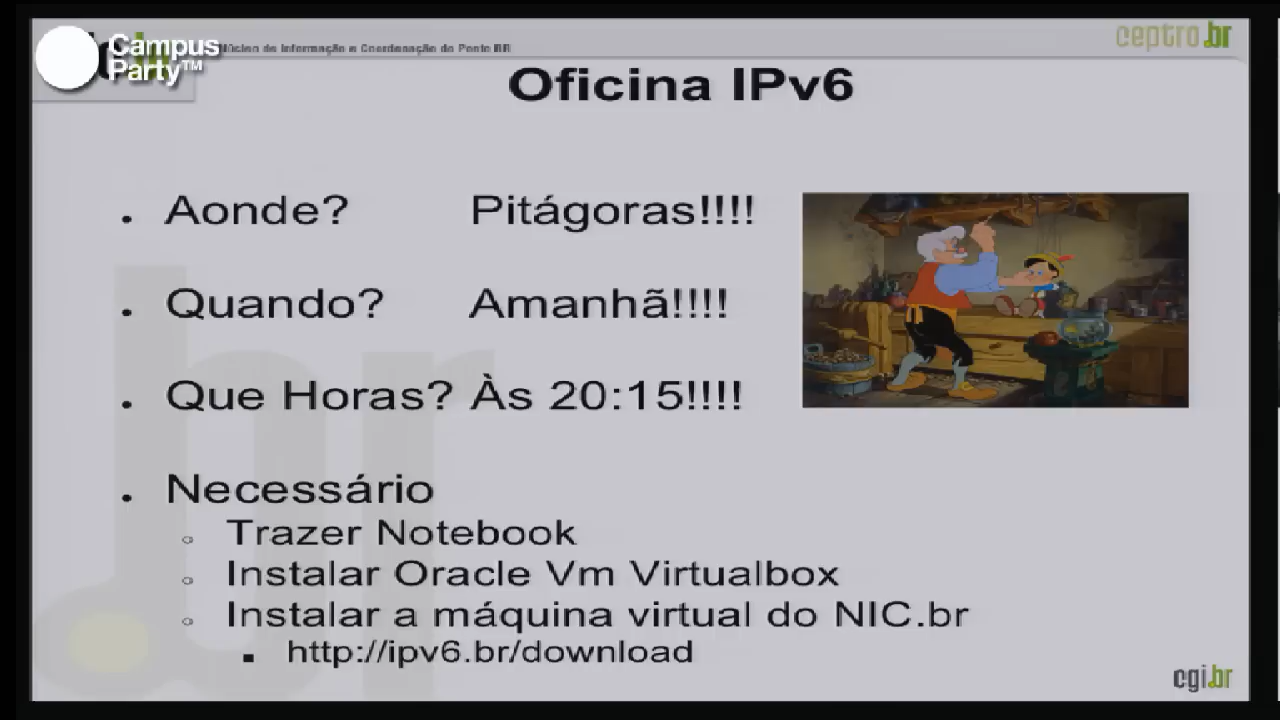 Campus
Party™
Núcleo de Informação e Coordenação do Ponto BR
ceptro.br
Oficina IPv6
Aonde? Pitágoras!!!!
Quando? Amanhã!!!!
Que Horas? Às 20:15!!!!
Necessário
Trazer Notebook
Instalar Oracle Vm Virtualbox
Instalar a máquina virtual do NIC.br
http://ipv6.br/download
cgi.br